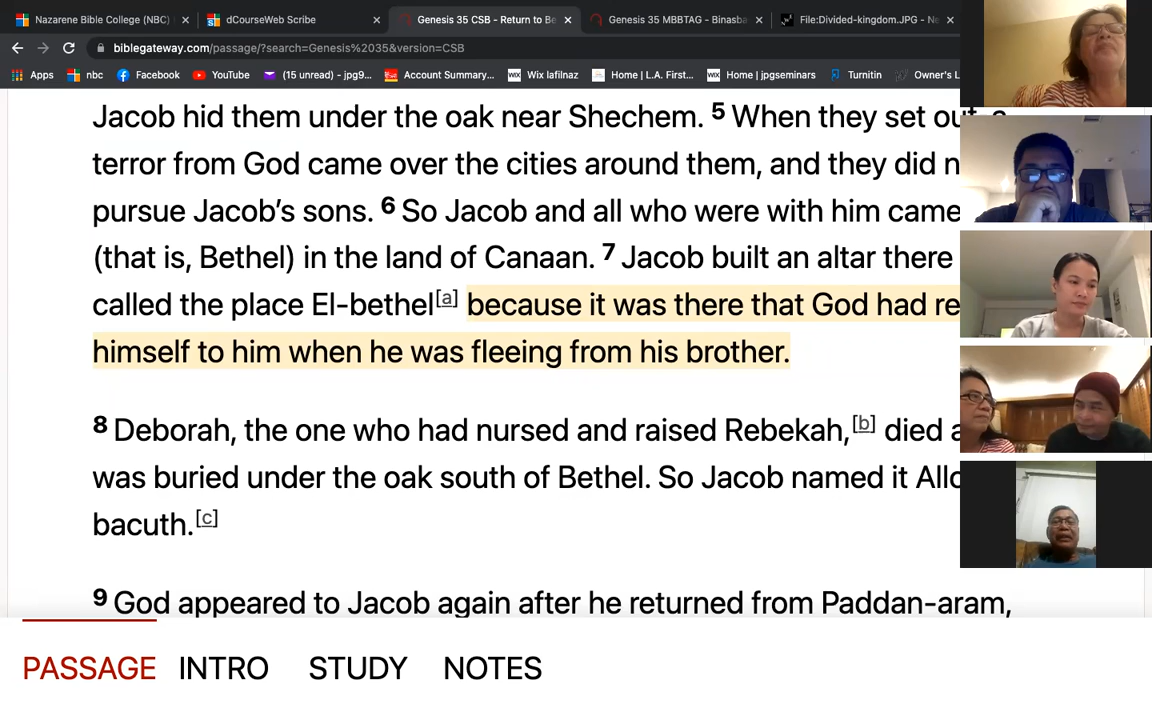 Nazarene Bible College (NBC)
dCourseWeb Scribe
Genesis 35 CSB - Return to Be
Genesis 35 MBBTAG - Binasba
File:Divided-kingdom.JPG - Ne
biblegateway.com/passage/?search=Genesis%2035&version=CSB
Apps nbc Facebook YouTube (15 unread) - jpg9... Account Summary... Wix lafilnaz Home | L.A. First... Home | jpgseminars Turnitin Owner's L
Jacob hid them under the oak near Shechem. 5 When they set out, a
terror from God came over the cities around them, and they did n
pursue Jacob's sons. 6 So Jacob and all who were with him came
(that is, Bethel) in the land of Canaan. 7 Jacob built an altar there
called the place El-bethel[a] because it was there that God had re
himself to him when he was fleeing from his brother.
8 Deborah, the one who had nursed and raised Rebekah,[b] died a
was buried under the oak south of Bethel. So Jacob named it Allo
bacuth.[c]
9 God appeared to Jacob again after he returned from Paddan-aram,
PASSAGE INTRO STUDY NOTES